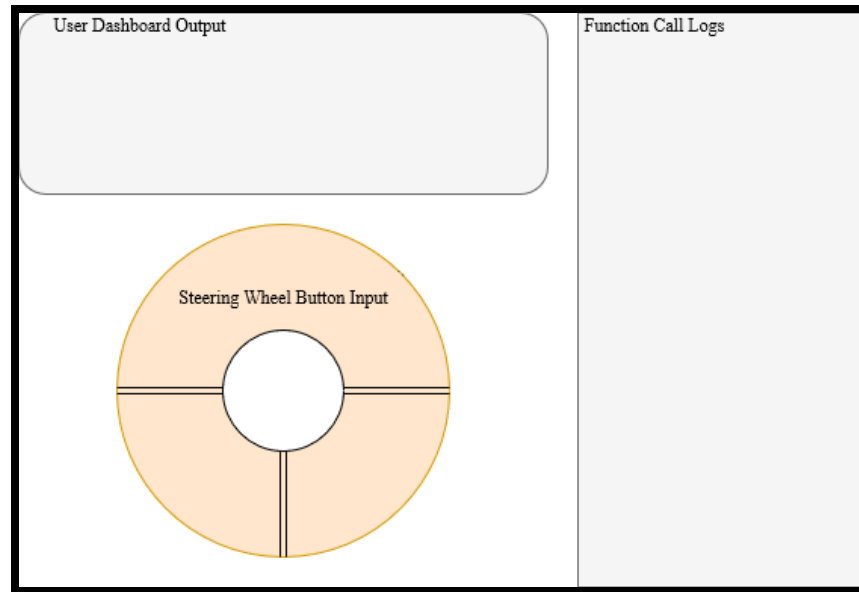 User Dashboard Output
Function Call Logs
Steering Wheel Button Input